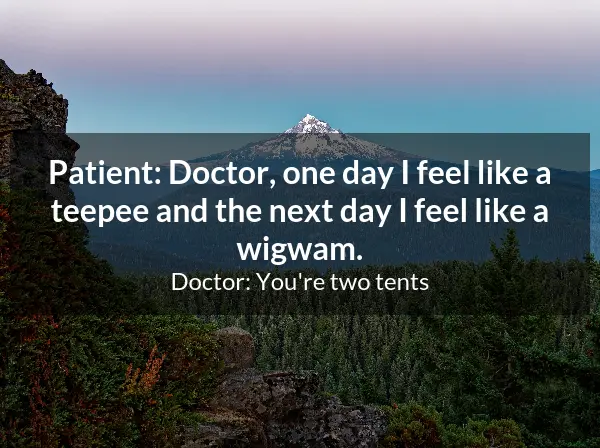 Patient: Doctor, one day I feel like a
teepee and the next day I feel like a
wigwam.
Doctor: You're two tents